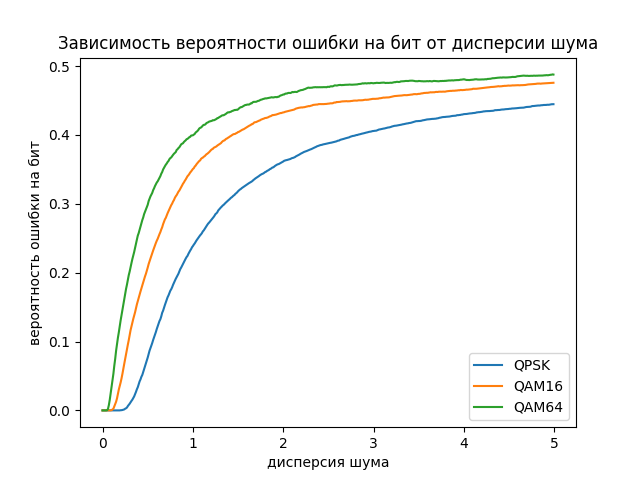 Зависимость вероятности ошибки на бит от дисперсии шума
вероятность ошибки на бит
0.5
0.4
0.3
0.2
0.1
0.0
QPSK
QAM16
QAM64
0 1 2 3 4 5
дисперсия шума